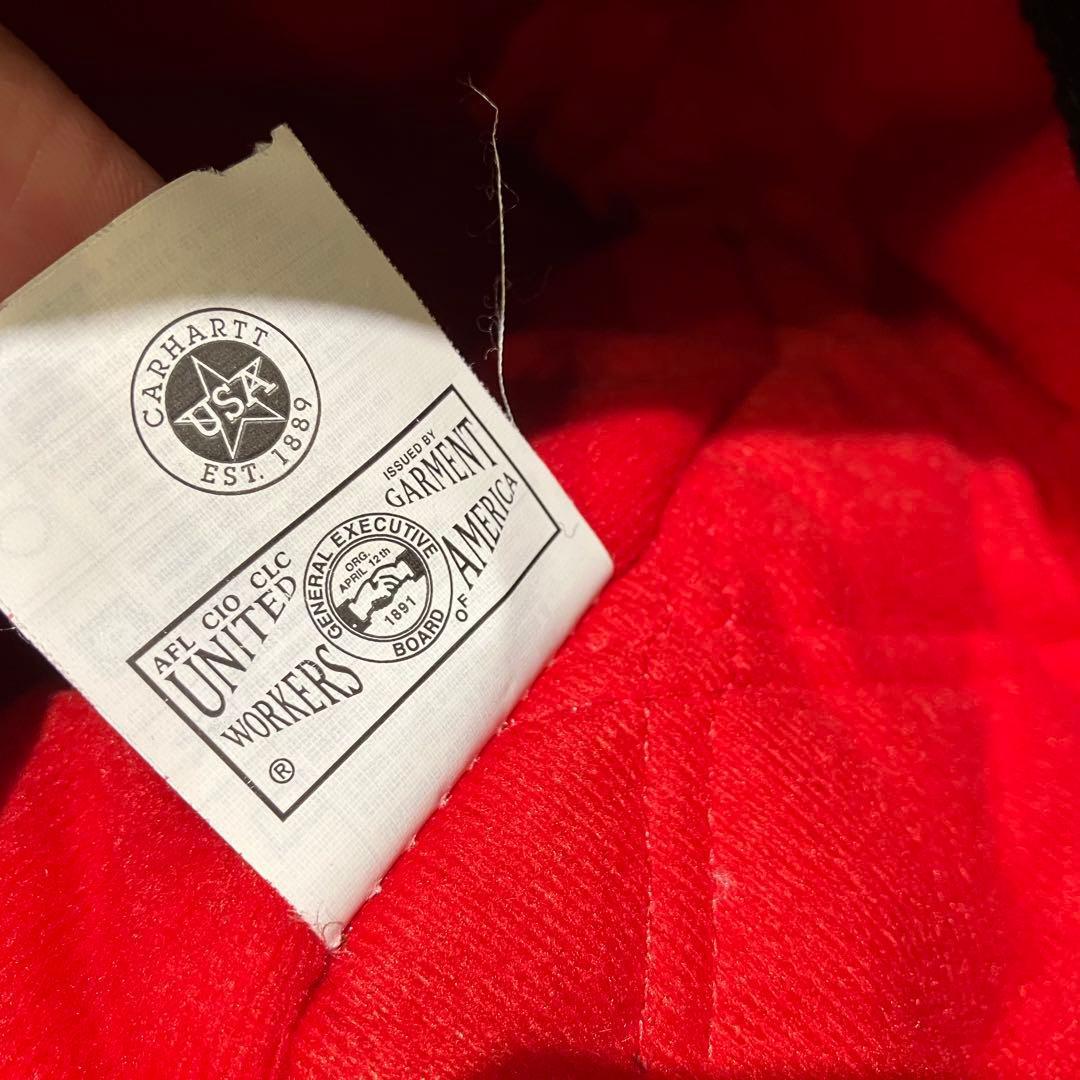 CARHARTT
USA
EST. 1889
AFL CIO CLC
ISSUED BY
UNITED GARMENT
WORKERS OF AMERICA
GENERAL EXECUTIVE
BOARD
ORG.
APRIL 12th
1891
®